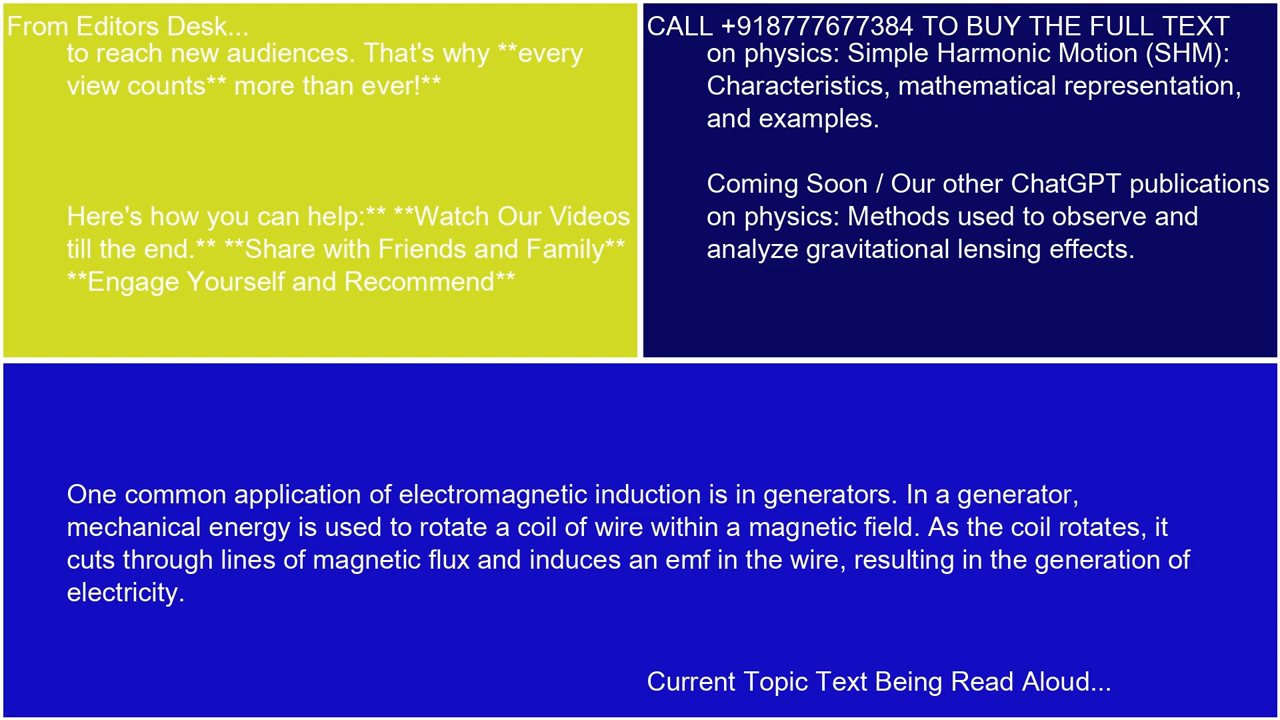 From Editors Desk...
to reach new audiences. That's why **every
view counts** more than ever!**
Here's how you can help:** **Watch Our Videos
till the end.** **Share with Friends and Family**
**Engage Yourself and Recommend**
CALL +918777677384 TO BUY THE FULL TEXT
on physics: Simple Harmonic Motion (SHM):
Characteristics, mathematical representation,
and examples.
Coming Soon / Our other ChatGPT publications
on physics: Methods used to observe and
analyze gravitational lensing effects.
One common application of electromagnetic induction is in generators. In a generator,
mechanical energy is used to rotate a coil of wire within a magnetic field. As the coil rotates, it
cuts through lines of magnetic flux and induces an emf in the wire, resulting in the generation of
electricity.
Current Topic Text Being Read Aloud...